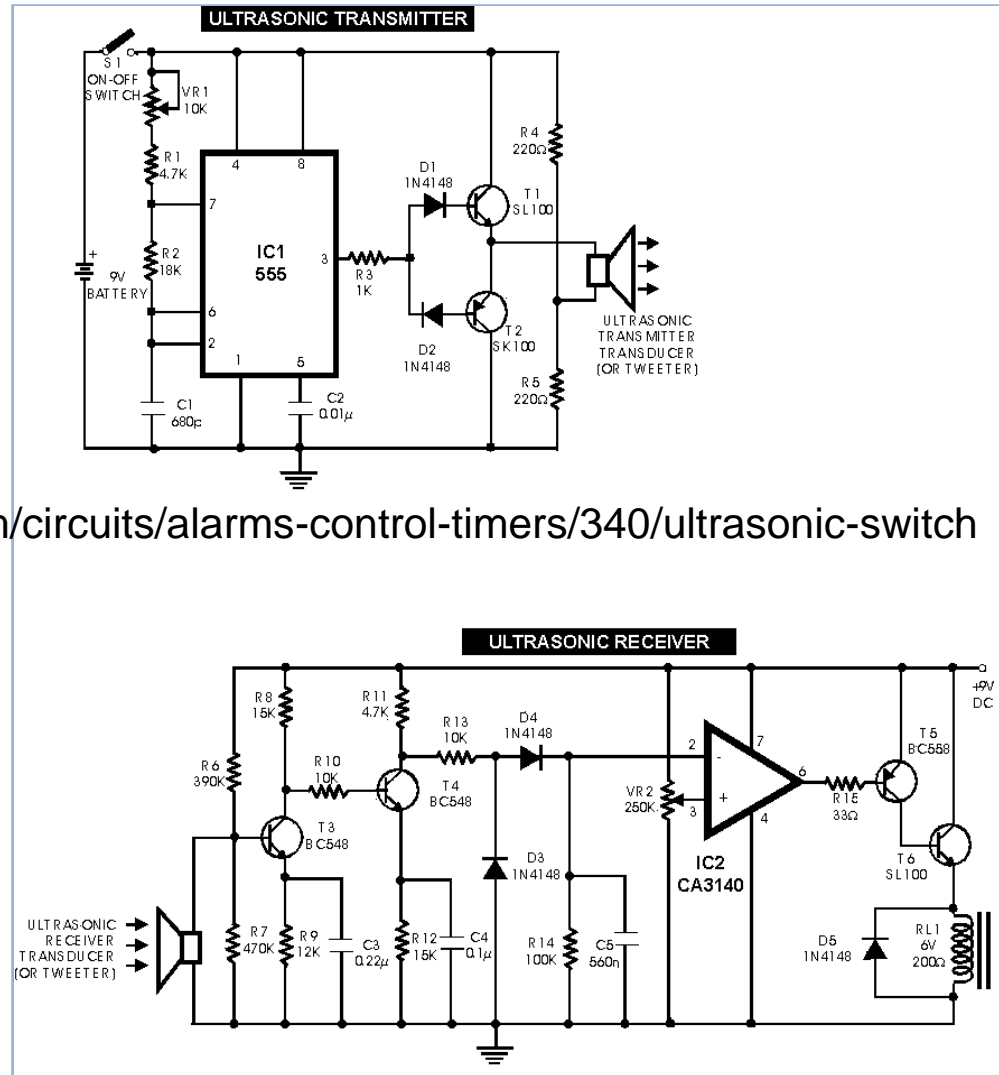 ULTRASONIC TRANSMITTER
S1
ON-OFF
SWITCH
VR1
10K
R1
4.7K
R2
18K
+
9V
BATTERY
C1
680p
4
8
7
6
2
1
5
3
IC1
555
C2
0.01µ
R3
1K
D1
1N4148
D2
1N4148
T1
SL100
T2
SK100
R4
220Ω
R5
220Ω
ULTRASONIC
TRANSMITTER
TRANSDUCER
(OR TWEETER)
n/circuits/alarms-control-timers/340/ultrasonic-switch
ULTRASONIC RECEIVER
+9V
DC
R8
15K
R11
4.7K
R13
10K
D4
1N4148
R6
390K
R10
10K
T4
BC548
T3
BC548
VR2
250K
2
-
7
3
+
4
6
IC2
CA3140
R15
33Ω
T5
BC558
T6
SL100
D3
1N4148
ULTRASONIC
RECEIVER
TRANSDUCER
(OR TWEETER)
R7
470K
R9
12K
C3
0.22µ
R12
15K
C4
0.1µ
R14
100K
C5
560n
D5
1N4148
RL1
6V
200Ω